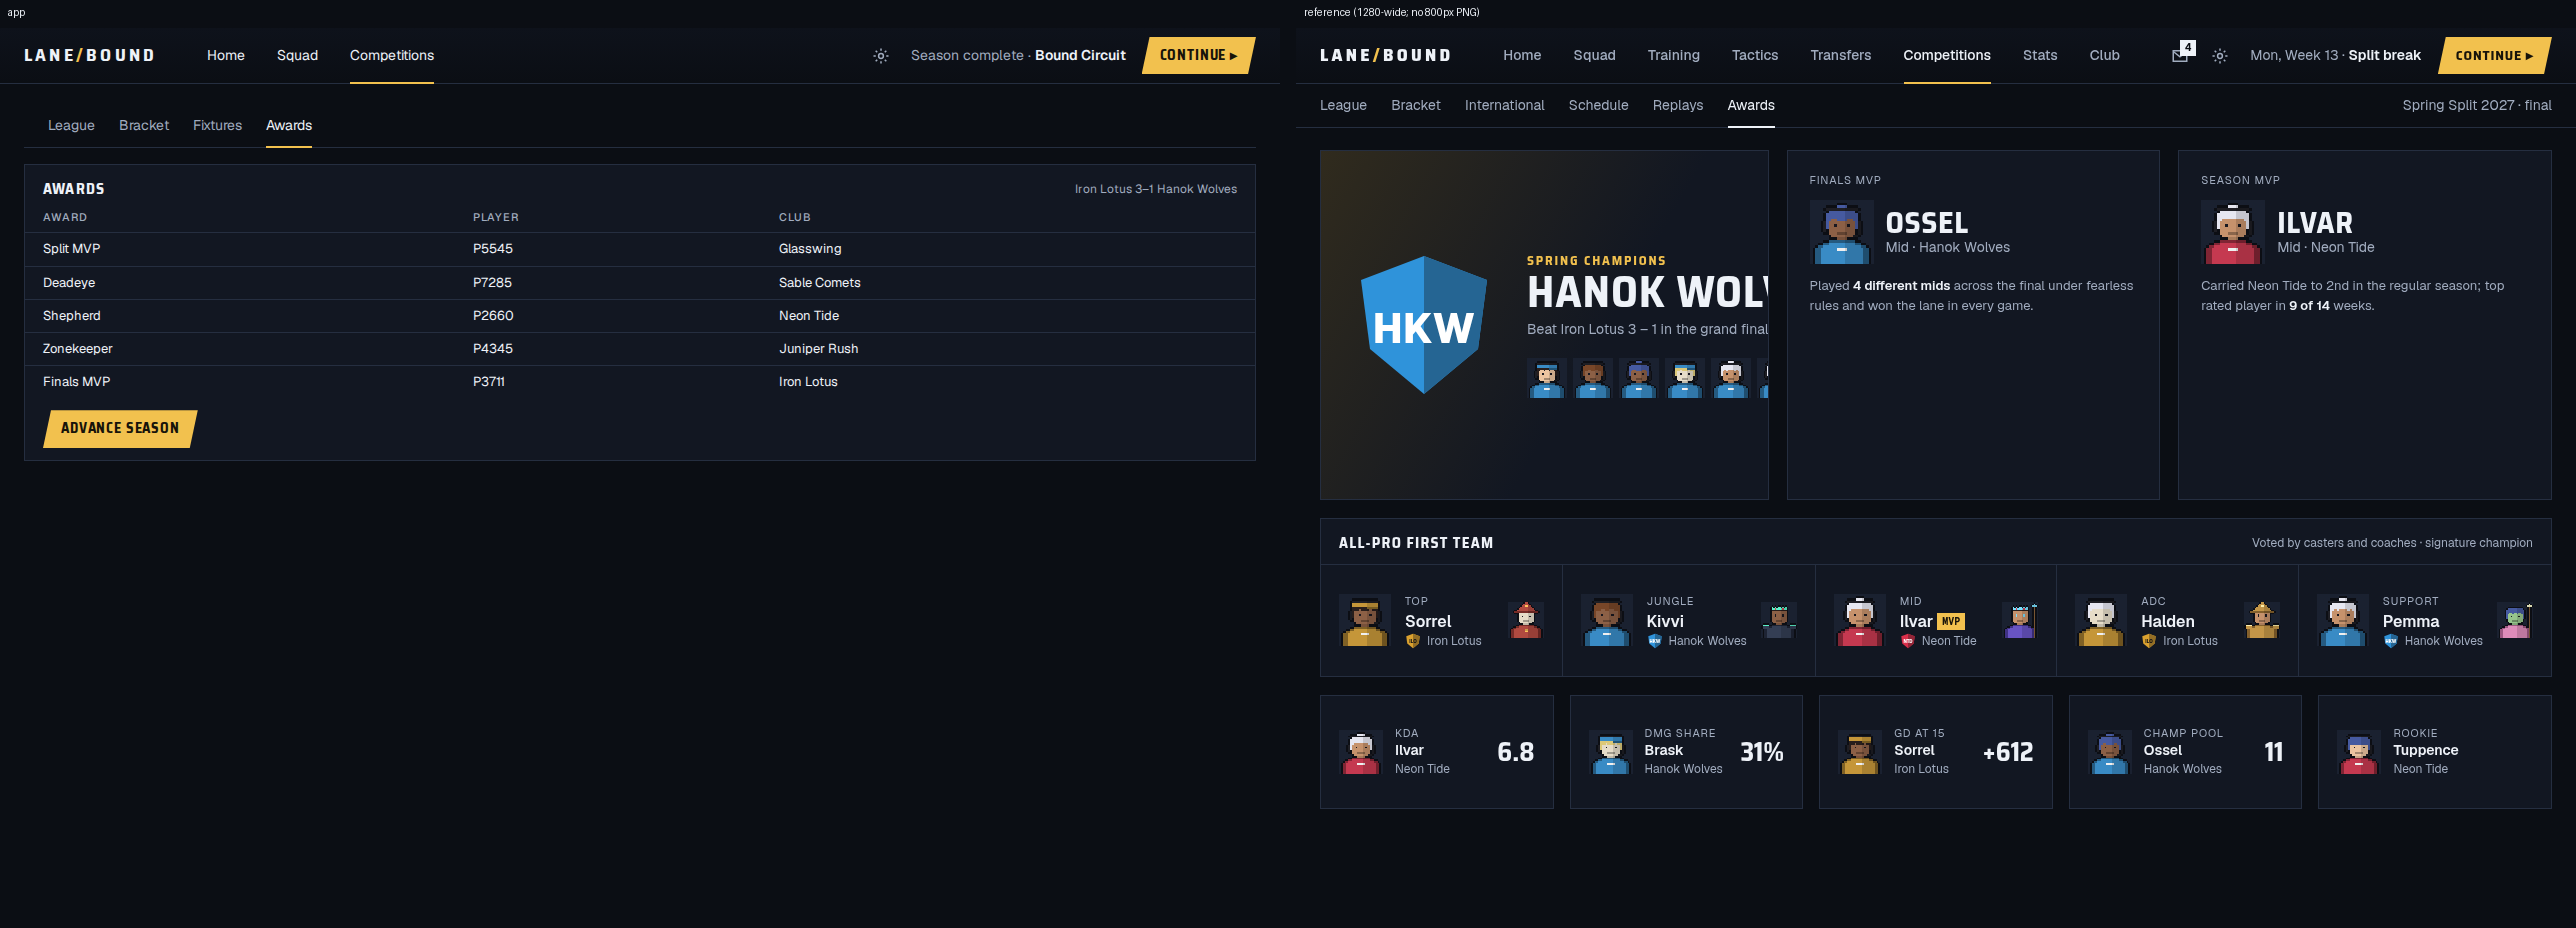 app
LANE/BOUND Home Squad Competitions Season complete · Bound Circuit CONTINUE ▸
League Bracket Fixtures Awards
AWARDS Iron Lotus 3–1 Hanok Wolves
AWARD PLAYER CLUB
Split MVP P5545 Glasswing
Deadeye P7285 Sable Comets
Shepherd P2660 Neon Tide
Zonekeeper P4345 Juniper Rush
Finals MVP P3711 Iron Lotus
ADVANCE SEASON
reference (1280-wide; no 800px PNG)
LANE/BOUND Home Squad Training Tactics Transfers Competitions Stats Club 4 Mon, Week 13 · Split break CONTINUE ▸
League Bracket International Schedule Replays Awards Spring Split 2027 · final
HKW
SPRING CHAMPIONS
HANOK WOLV
Beat Iron Lotus 3 – 1 in the grand final
FINALS MVP
OSSEL
Mid · Hanok Wolves
Played 4 different mids across the final under fearless
rules and won the lane in every game.
SEASON MVP
ILVAR
Mid · Neon Tide
Carried Neon Tide to 2nd in the regular season; top
rated player in 9 of 14 weeks.
ALL-PRO FIRST TEAM Voted by casters and coaches · signature champion
TOP
Sorrel
Iron Lotus
JUNGLE
Kivvi
HKW Hanok Wolves
MID
Ilvar MVP
NTD Neon Tide
ADC
Halden
Iron Lotus
SUPPORT
Pemma
HKW Hanok Wolves
KDA
Ilvar
Neon Tide
6.8
DMG SHARE
Brask
Hanok Wolves
31%
GD AT 15
Sorrel
Iron Lotus
+612
CHAMP POOL
Ossel
Hanok Wolves
11
ROOKIE
Tuppence
Neon Tide